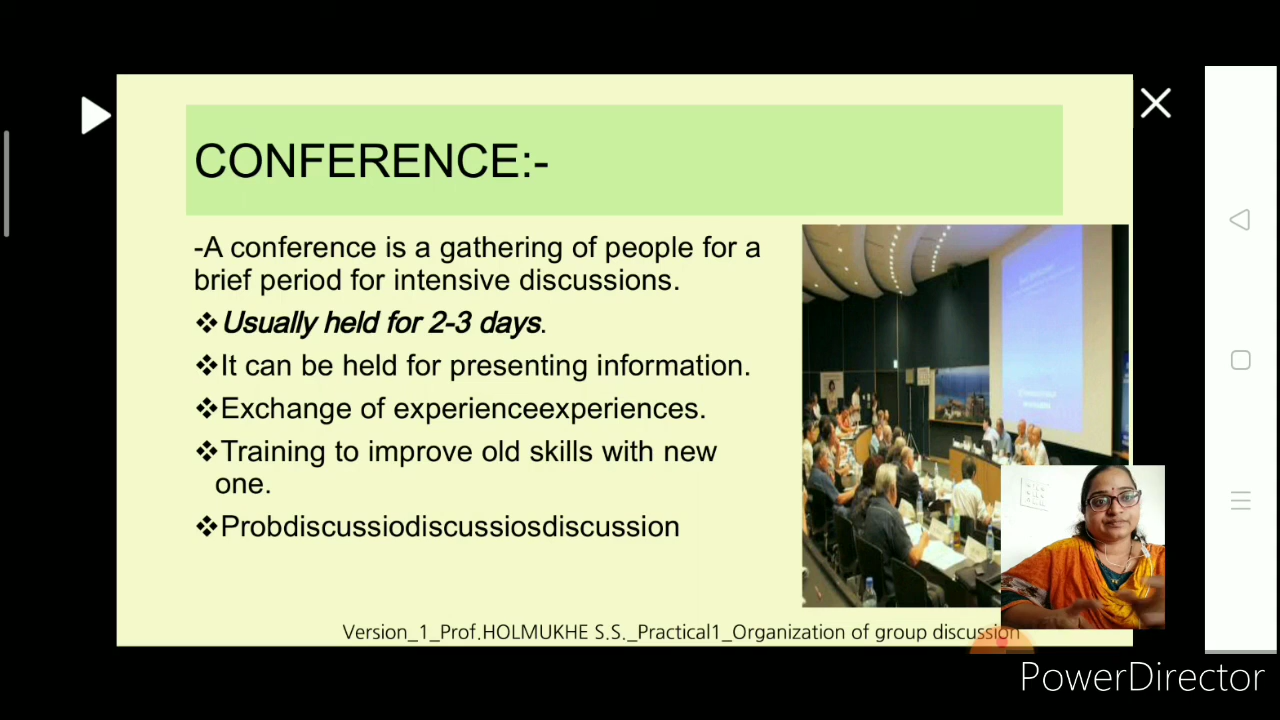 CONFERENCE:-
-A conference is a gathering of people for a
brief period for intensive discussions.
❖Usually held for 2-3 days.
❖It can be held for presenting information.
❖Exchange of experienceexperiences.
❖Training to improve old skills with new
one.
❖Probdiscussiodiscussiosdiscussion
Version_1_Prof.HOLMUKHE S.S._Practical1_Organization of group discussion
PowerDirector